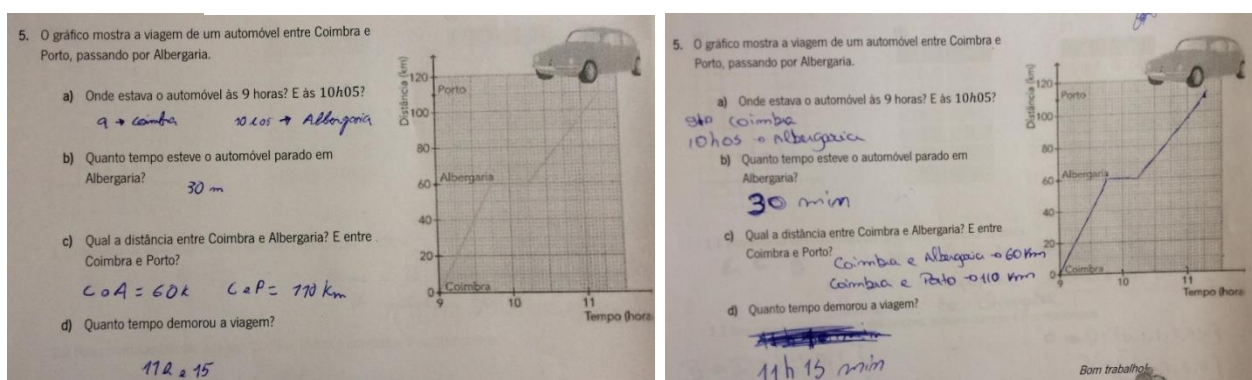 5. O gráfico mostra a viagem de um automóvel entre Coimbra e
Porto, passando por Albergaria.
a) Onde estava o automóvel às 9 horas? E às 10h05?
9 → Coimbra 10 e 05 → Albergaria
b) Quanto tempo esteve o automóvel parado em
Albergaria?
30 m
c) Qual a distância entre Coimbra e Albergaria? E entre
Coimbra e Porto?
C o A = 60k C e P = 110 km
d) Quanto tempo demorou a viagem?
11h e 15
Distância (km)
120
Porto
100
80
Albergaria
60
40
20
Coimbra
0
9 10 11
Tempo (hora
5. O gráfico mostra a viagem de um automóvel entre Coimbra e
Porto, passando por Albergaria.
a) Onde estava o automóvel às 9 horas? E às 10h05?
Coimbra
10h05 → Albergaria
b) Quanto tempo esteve o automóvel parado em
Albergaria?
30 min
c) Qual a distância entre Coimbra e Albergaria? E entre
Coimbra e Porto?
Coimbra e Albergaria → 60 Km
Coimbra e Porto → 110 Km
d) Quanto tempo demorou a viagem?
11h 15 min
Distância (km)
120
Porto
100
80
Albergaria
60
40
20
Coimbra
0
9 10 11
Tempo (hora
Bom trabalho!